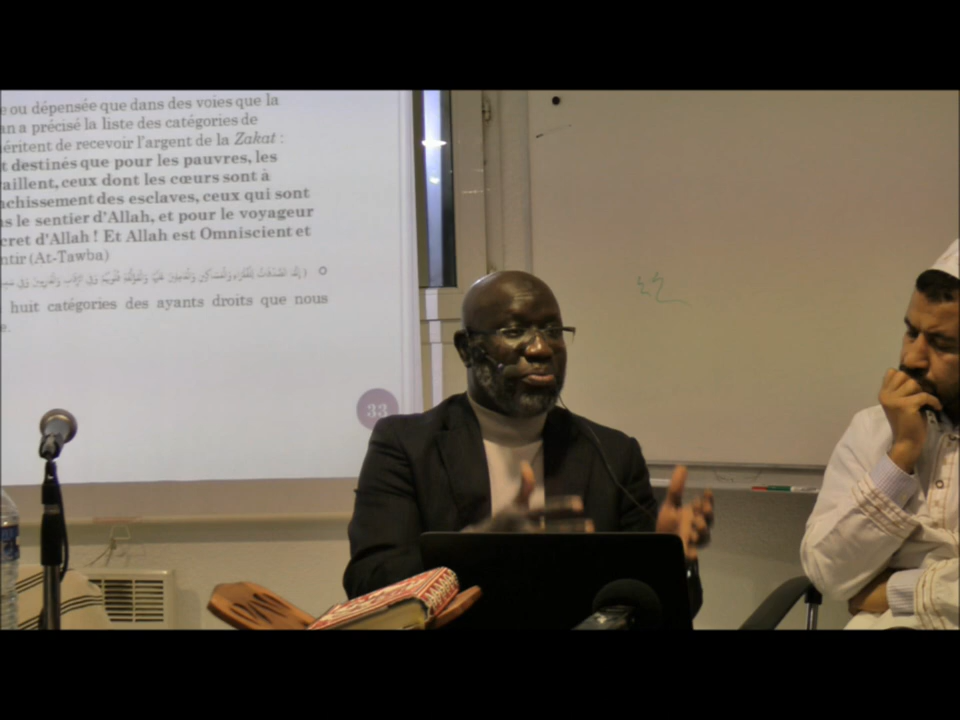 e ou dépensée que dans des voies que la
an a précisé la liste des catégories de
éritent de recevoir l'argent de la Zakat :
t destinés que pour les pauvres, les
vaillent, ceux dont les cœurs sont à
nchissement des esclaves, ceux qui sont
ns le sentier d'Allah, et pour le voyageur
cret d'Allah ! Et Allah est Omniscient et
ntir (At-Tawba)
huit catégories des ayants droits que nous
e.
33